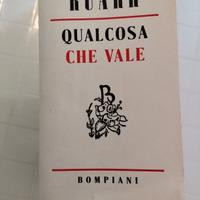 RUARK
QUALCOSA
CHE VALE
B
BOMPIANI